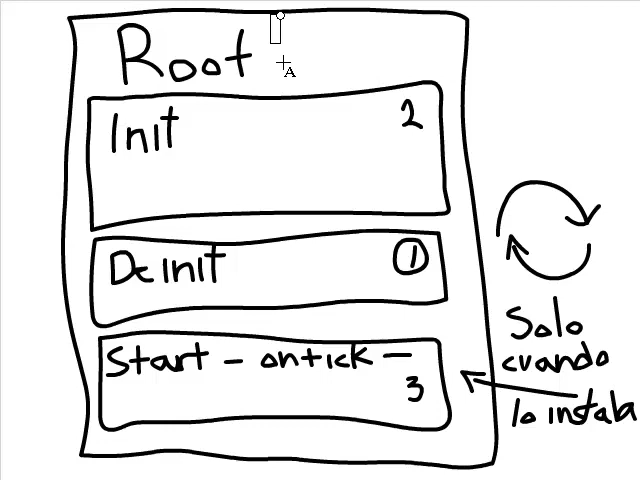 Root
Init 2
Deinit 1
Start - ontick -
3
Solo
cuando
lo instala
A